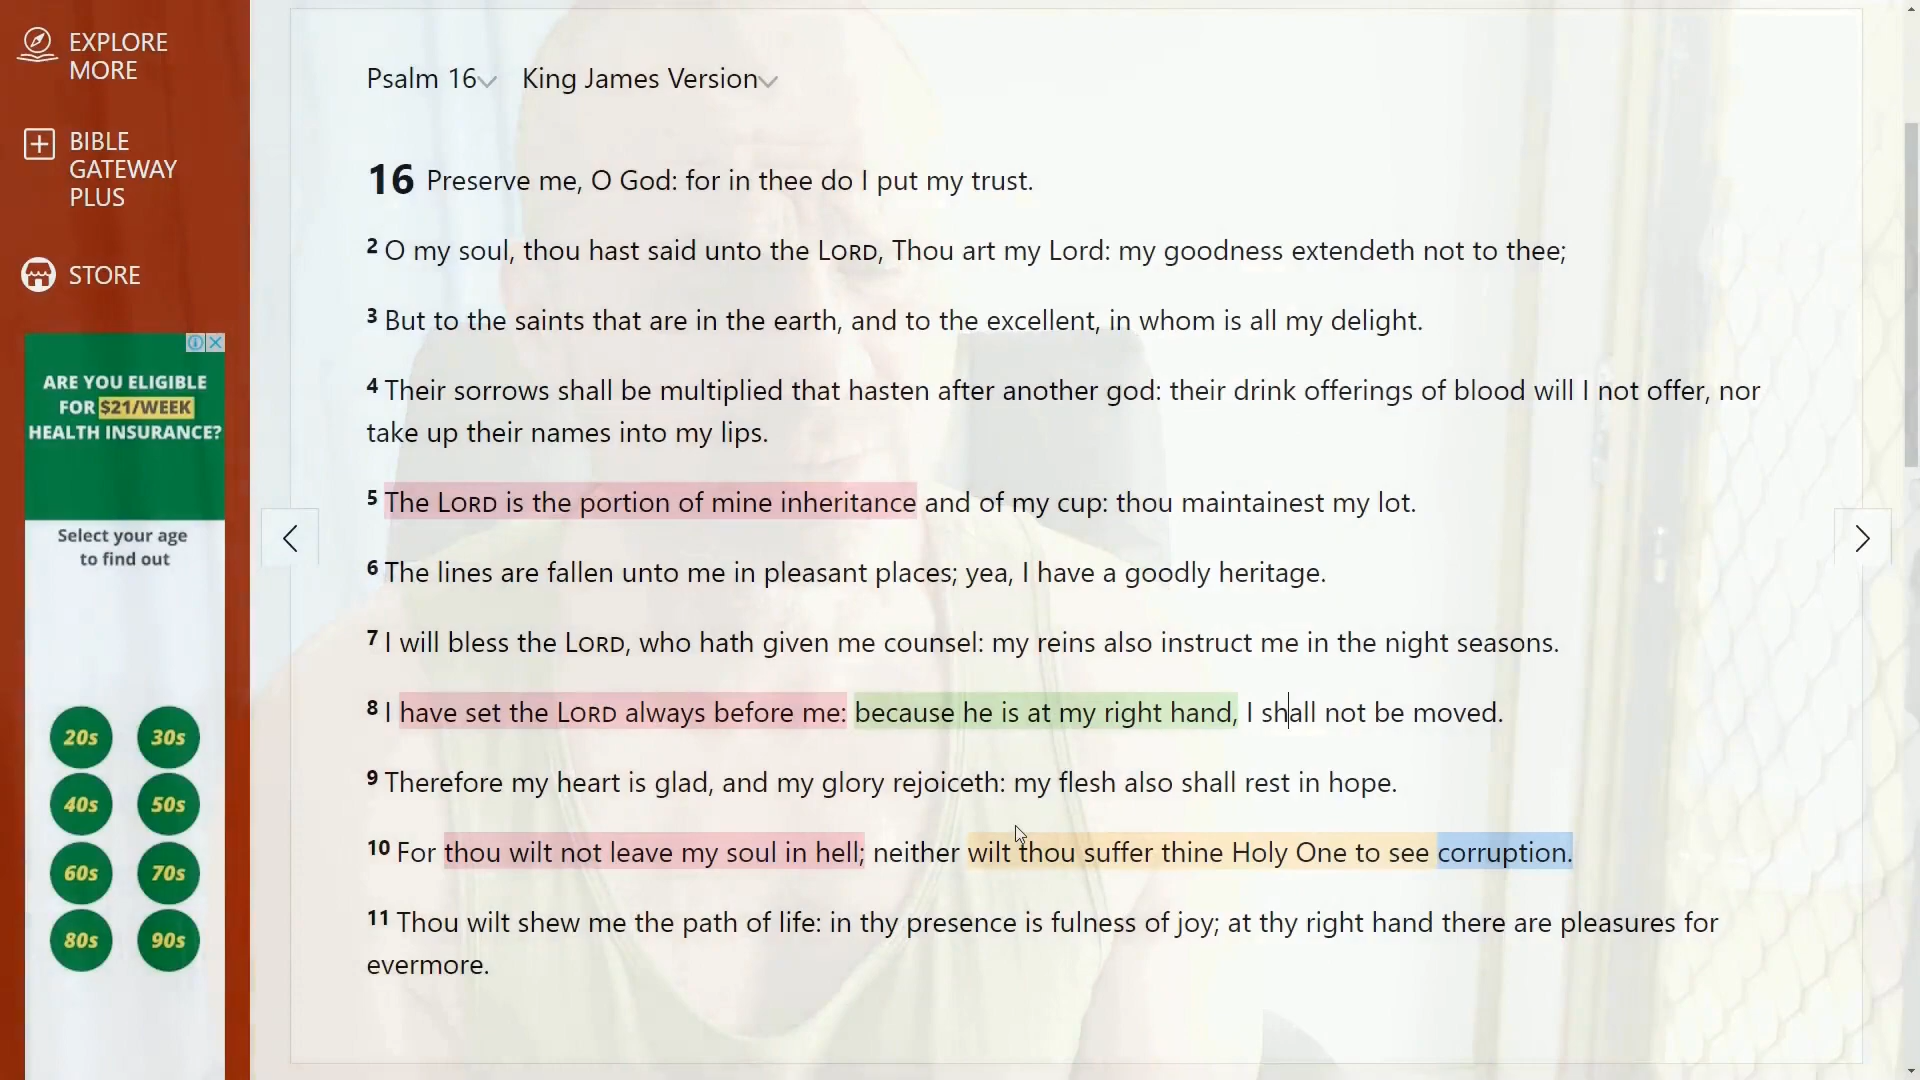 EXPLORE
MORE
BIBLE
GATEWAY
PLUS
STORE
ARE YOU ELIGIBLE
FOR $21/WEEK
HEALTH INSURANCE?
Select your age
to find out
20s 30s
40s 50s
60s 70s
80s 90s
Psalm 16 King James Version
16 Preserve me, O God: for in thee do I put my trust.
2 O my soul, thou hast said unto the LORD, Thou art my Lord: my goodness extendeth not to thee;
3 But to the saints that are in the earth, and to the excellent, in whom is all my delight.
4 Their sorrows shall be multiplied that hasten after another god: their drink offerings of blood will I not offer, nor
take up their names into my lips.
5 The LORD is the portion of mine inheritance and of my cup: thou maintainest my lot.
6 The lines are fallen unto me in pleasant places; yea, I have a goodly heritage.
7 I will bless the LORD, who hath given me counsel: my reins also instruct me in the night seasons.
8 I have set the LORD always before me: because he is at my right hand, I shall not be moved.
9 Therefore my heart is glad, and my glory rejoiceth: my flesh also shall rest in hope.
10 For thou wilt not leave my soul in hell; neither wilt thou suffer thine Holy One to see corruption.
11 Thou wilt shew me the path of life: in thy presence is fulness of joy; at thy right hand there are pleasures for
evermore.